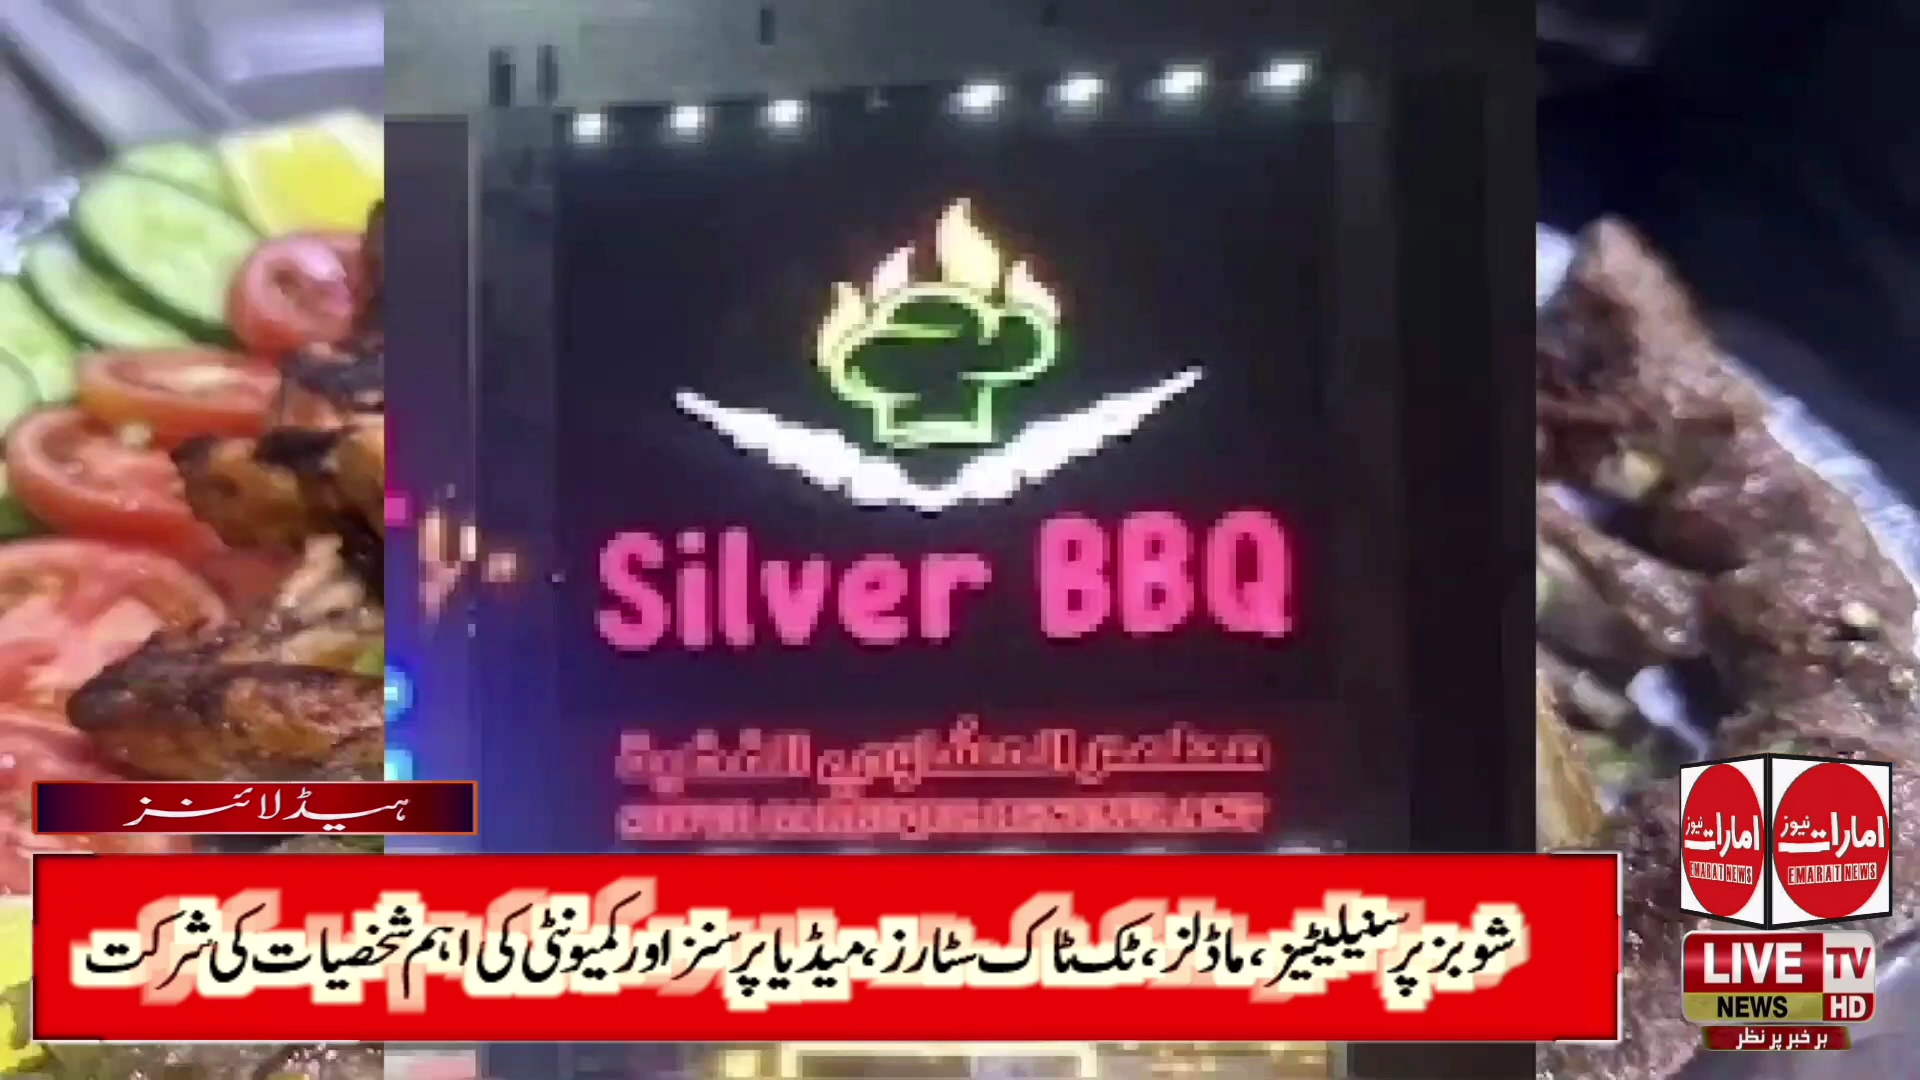 Silver BBQ
ہیڈلائنز
شوبز پرسنیلیٹیز، ماڈلز، ٹک ٹاک سٹارز، میڈیا پرسنز اور کمیونٹی کی اہم شخصیات کی شرکت
امارات نیوز
EMARAT NEWS
امارات نیوز
EMARAT NEWS
LIVE TV
NEWS HD
ہر خبر پر نظر